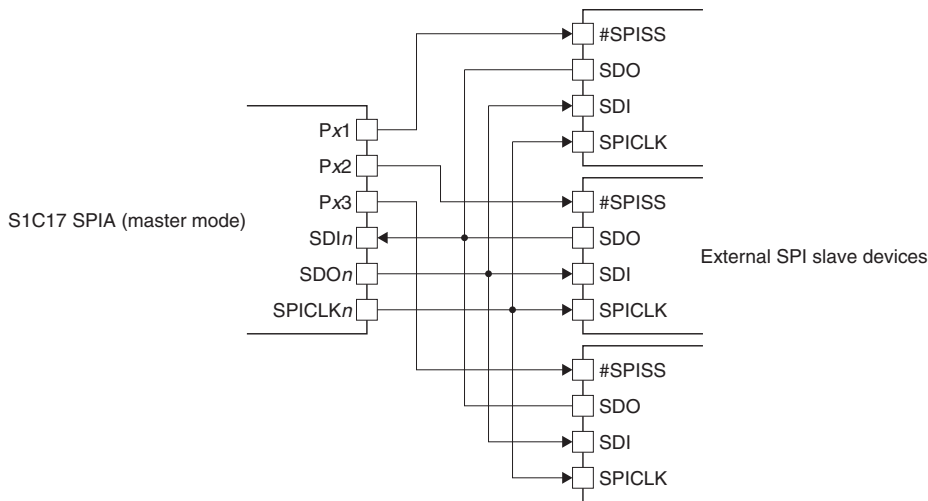 S1C17 SPIA (master mode)
Px1
Px2
Px3
SDIn
SDOn
SPICLKn
#SPISS
SDO
SDI
SPICLK
#SPISS
SDO
SDI
SPICLK
#SPISS
SDO
SDI
SPICLK
External SPI slave devices